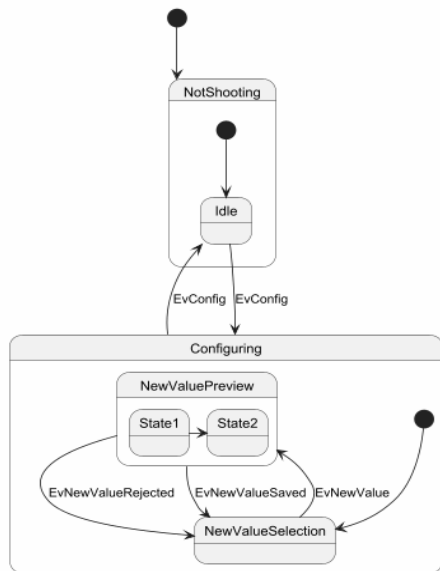 NotShooting
Idle
EvConfig
EvConfig
Configuring
NewValuePreview
State1
State2
EvNewValueRejected
EvNewValueSaved
EvNewValue
NewValueSelection